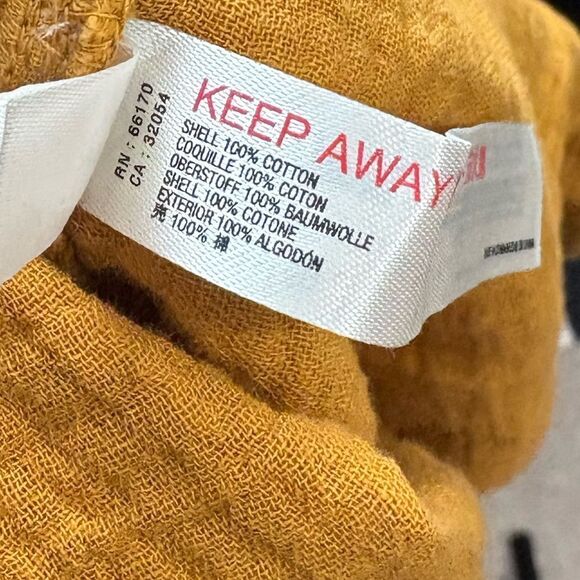 RN : 66170
CA : 32054
KEEP AWAY
SHELL 100% COTTON
COQUILLE 100% COTON
OBERSTOFF 100% BAUMWOLLE
SHELL 100% COTONE
EXTERIOR 100% ALGODÓN
100% 棉